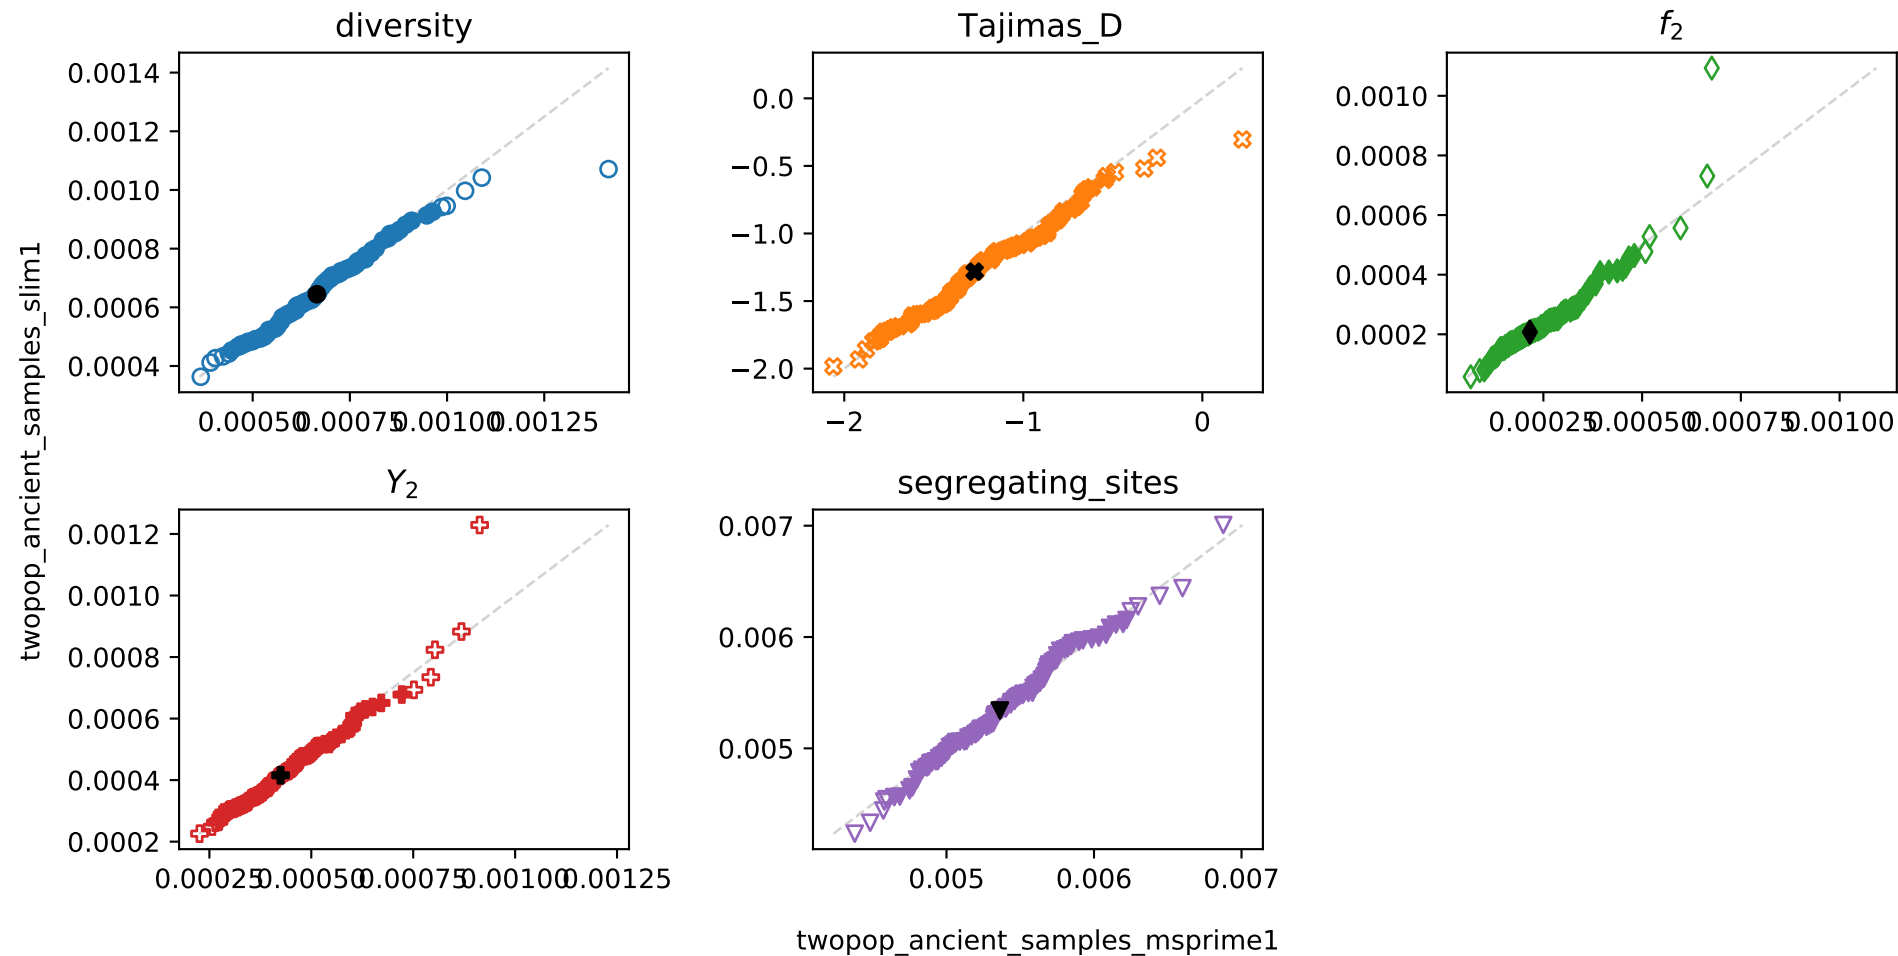 diversity
Tajimas_D
f2
0.0014
0.0012
0.0010
0.0008
0.0006
0.0004
0.00050 0.00075 0.00100 0.00125
0.0
−0.5
−1.0
−1.5
−2.0
−2 −1 0
0.0010
0.0008
0.0006
0.0004
0.0002
0.00025 0.00050 0.00075 0.00100
twopop_ancient_samples_slim1
Y2
segregating_sites
0.0012
0.0010
0.0008
0.0006
0.0004
0.0002
0.00025 0.00050 0.00075 0.00100 0.00125
0.007
0.006
0.005
0.005 0.006 0.007
twopop_ancient_samples_msprime1